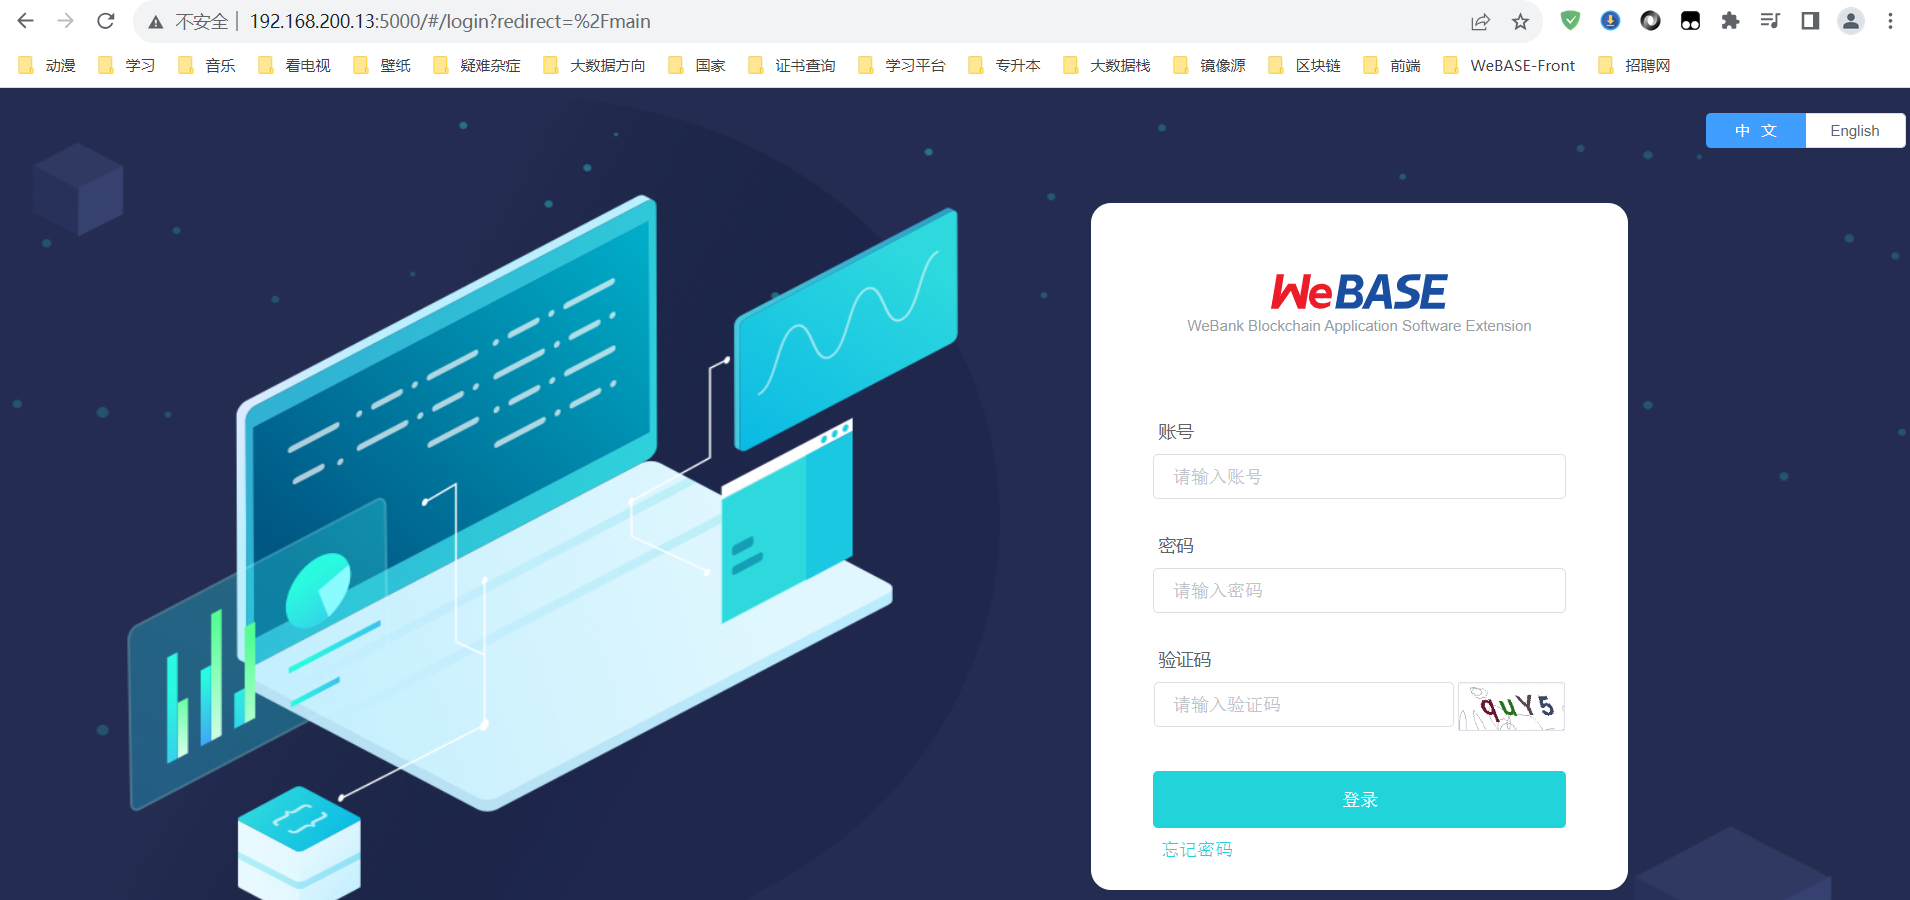 不安全 192.168.200.13:5000/#/login?redirect=%2Fmain
动漫 学习 音乐 看电视 壁纸 疑难杂症 大数据方向 国家 证书查询 学习平台 专升本 大数据栈 镜像源 区块链 前端 WeBASE-Front 招聘网
中 文 English
WeBASE
WeBank Blockchain Application Software Extension
账号
请输入账号
密码
请输入密码
验证码
请输入验证码 quY5
登录
忘记密码